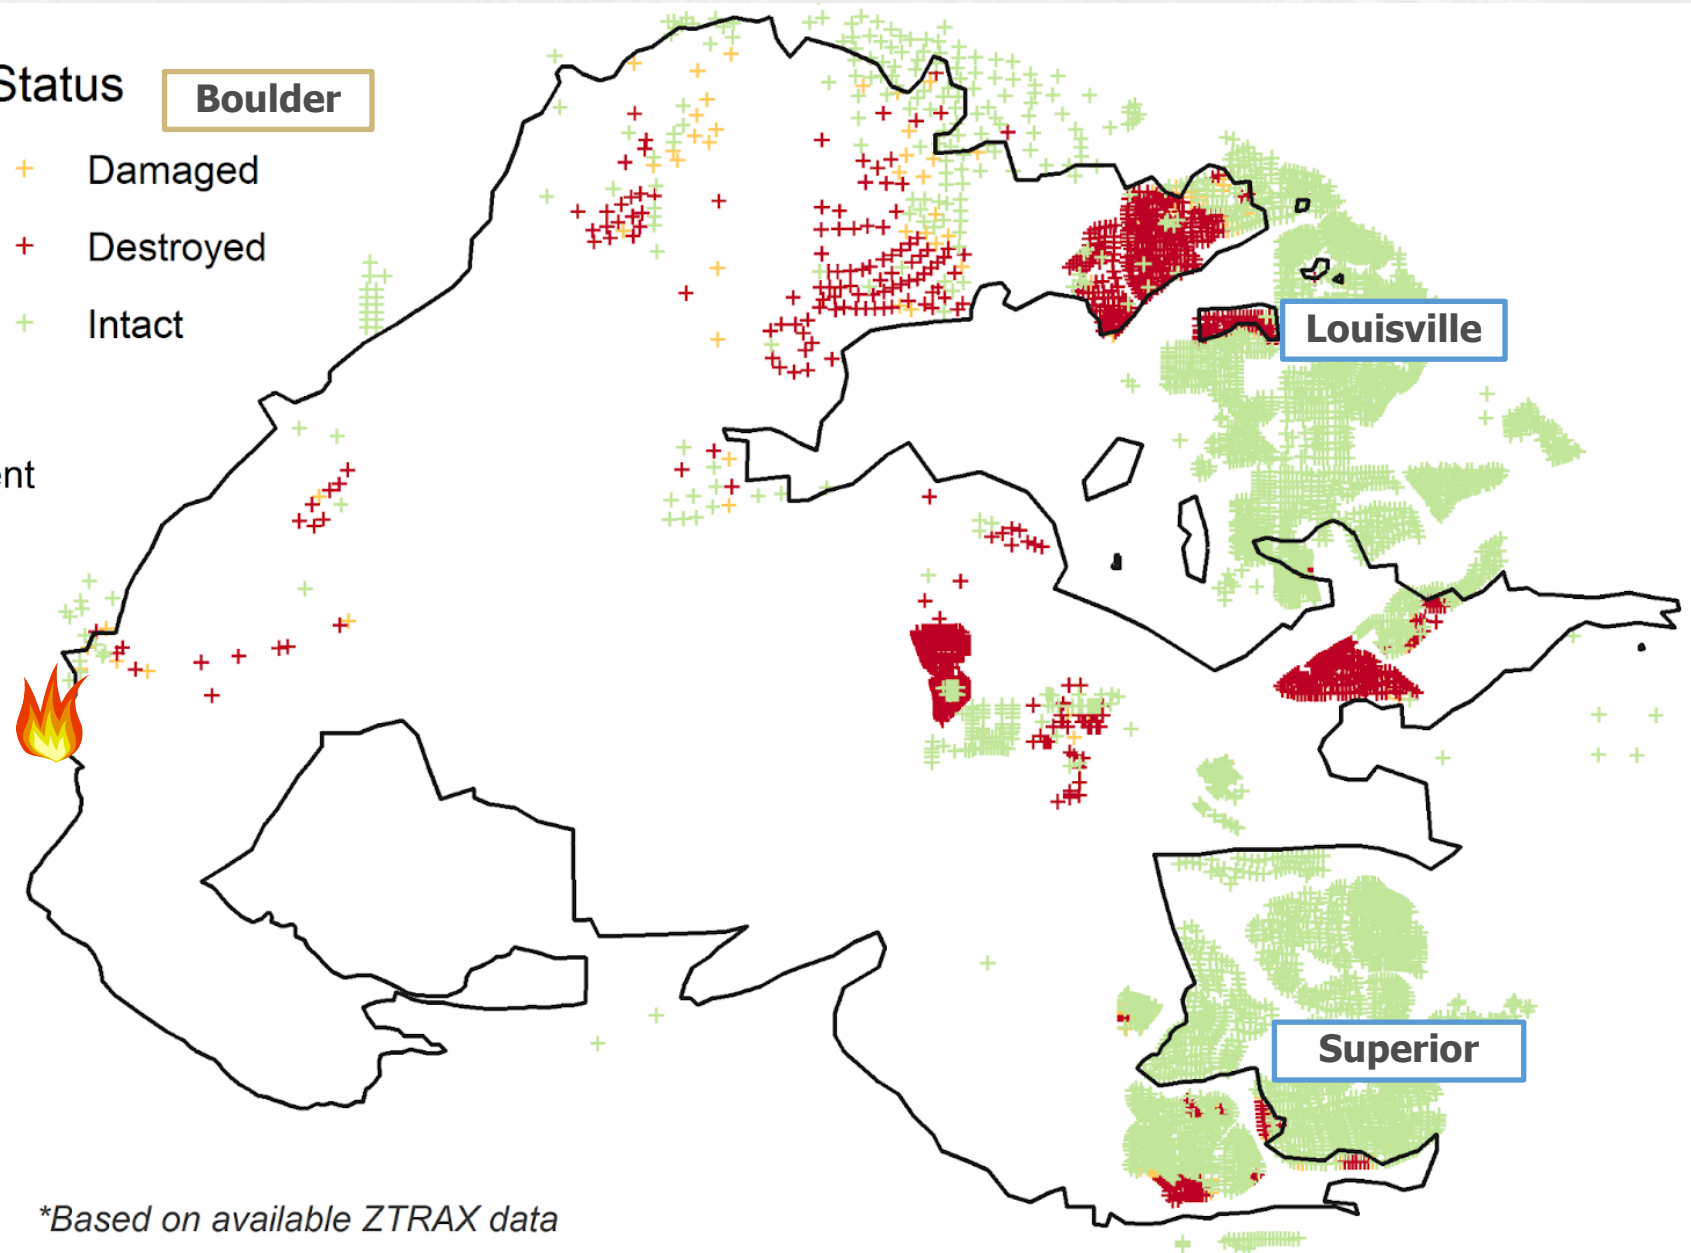 Status
Boulder
Damaged
Destroyed
Intact
Louisville
Superior
*Based on available ZTRAX data